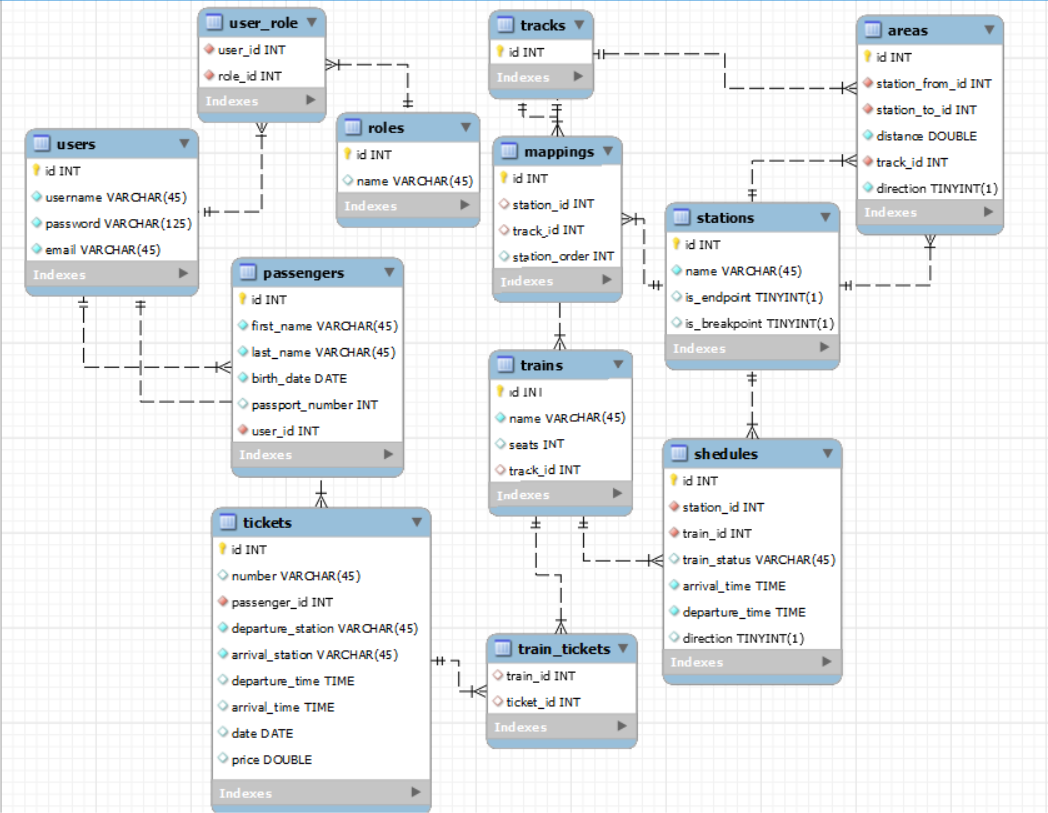 user_role
user_id INT
role_id INT
Indexes
tracks
id INT
Indexes
areas
id INT
station_from_id INT
station_to_id INT
distance DOUBLE
track_id INT
direction TINYINT(1)
Indexes
users
id INT
username VARCHAR(45)
password VARCHAR(125)
email VARCHAR(45)
Indexes
roles
id INT
name VARCHAR(45)
Indexes
mappings
id INT
station_id INT
track_id INT
station_order INT
Indexes
stations
id INT
name VARCHAR(45)
is_endpoint TINYINT(1)
is_breakpoint TINYINT(1)
Indexes
passengers
id INT
first_name VARCHAR(45)
last_name VARCHAR(45)
birth_date DATE
passport_number INT
user_id INT
Indexes
trains
id INT
name VARCHAR(45)
seats INT
track_id INT
Indexes
shedules
id INT
station_id INT
train_id INT
train_status VARCHAR(45)
arrival_time TIME
departure_time TIME
direction TINYINT(1)
Indexes
tickets
id INT
number VARCHAR(45)
passenger_id INT
departure_station VARCHAR(45)
arrival_station VARCHAR(45)
departure_time TIME
arrival_time TIME
date DATE
price DOUBLE
Indexes
train_tickets
train_id INT
ticket_id INT
Indexes